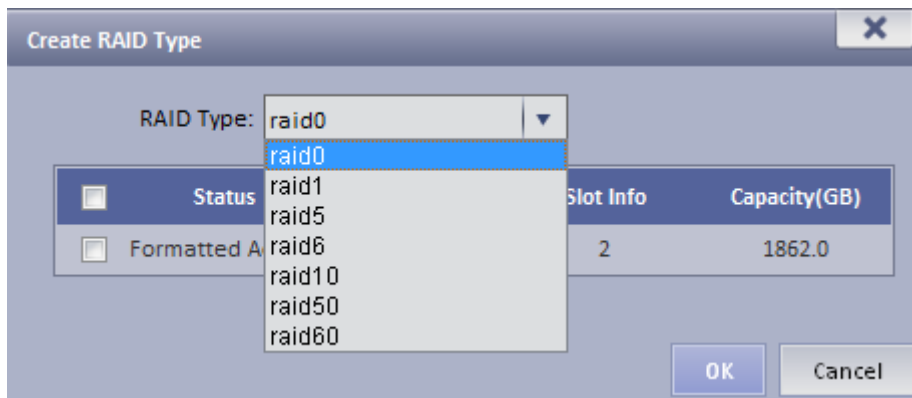 Create RAID Type
RAID Type: raid0
raid0
raid1
raid5
raid6
raid10
raid50
raid60
Status Slot Info Capacity(GB)
Formatted 2 1862.0
OK Cancel